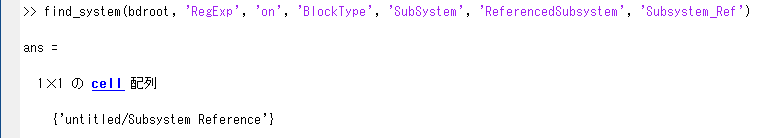 >> find_system(bdroot, 'RegExp', 'on', 'BlockType', 'SubSystem', 'ReferencedSubsystem', 'Subsystem_Ref')
ans =
1×1 の cell 配列
{'untitled/Subsystem Reference'}